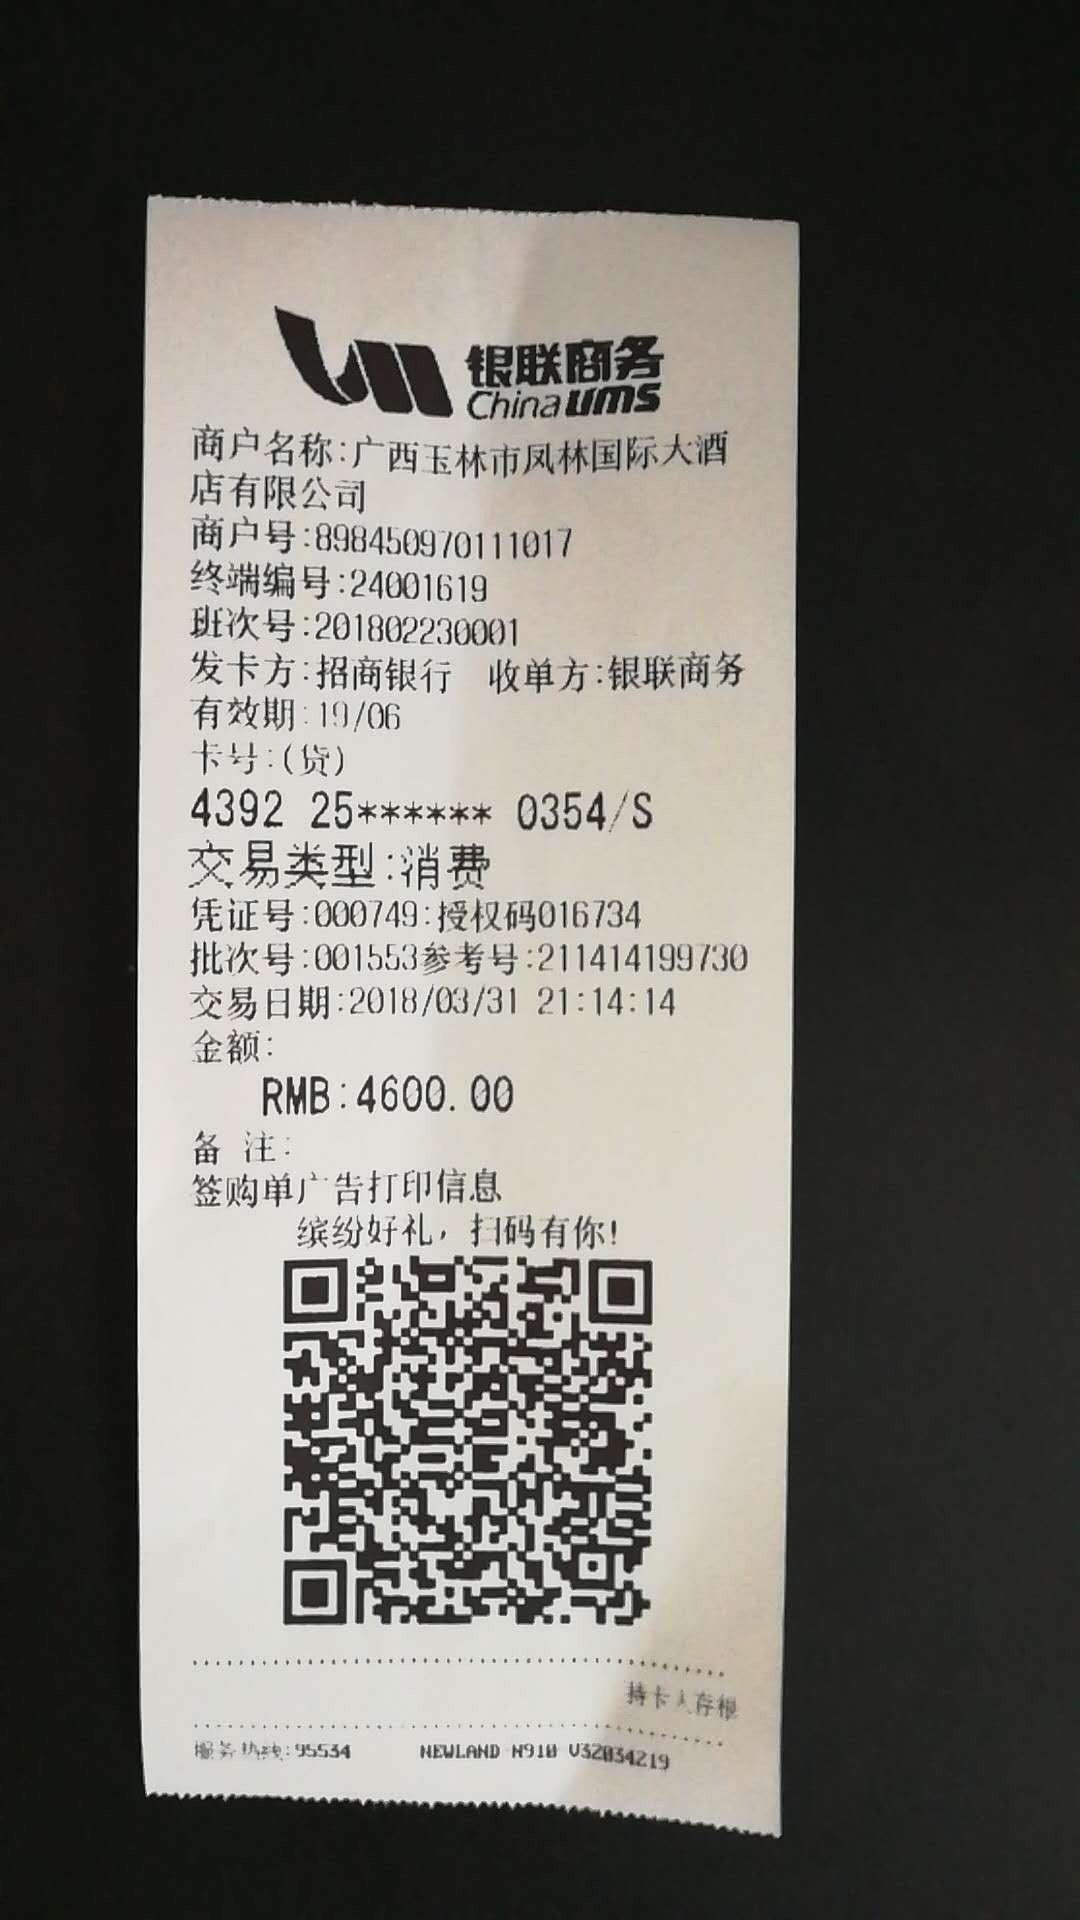 银联商务
China ums
商户名称:广西玉林市凤林国际大酒
店有限公司
商户号:898450970111017
终端编号:24001619
班次号:201802230001
发卡方:招商银行 收单方:银联商务
有效期:19/06
卡号:(贷)
4392 25****** 0354/S
交易类型:消费
凭证号:000749:授权码016734
批次号:001553参考号:211414199730
交易日期:2018/03/31 21:14:14
金额:
RMB:4600.00
备 注:
签购单广告打印信息
缤纷好礼，扫码有你!
持卡人存根
服务热线:95534 NEWLAND N910 V32034219